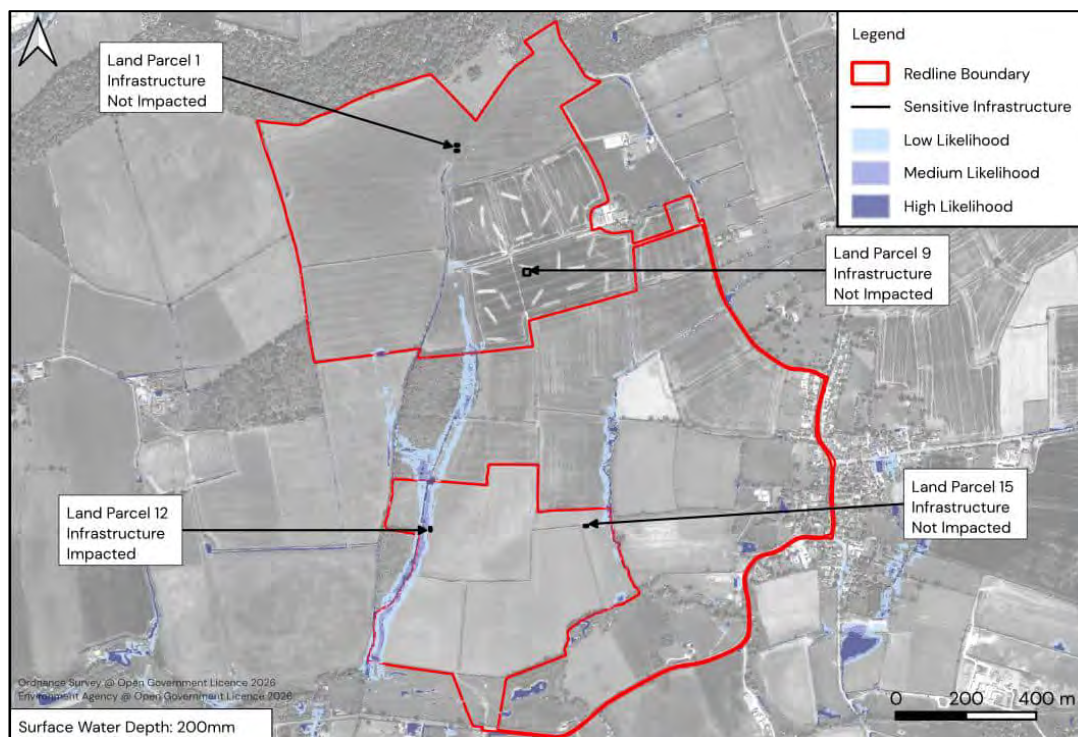 Land Parcel 1
Infrastructure
Not Impacted
Legend
Redline Boundary
Sensitive Infrastructure
Low Likelihood
Medium Likelihood
High Likelihood
Land Parcel 9
Infrastructure
Not Impacted
Land Parcel 12
Infrastructure
Impacted
Land Parcel 15
Infrastructure
Not Impacted
Ordnance Survey @ Open Government Licence 2026
Environment Agency @ Open Government Licence 2026
0 200 400 m
Surface Water Depth: 200mm